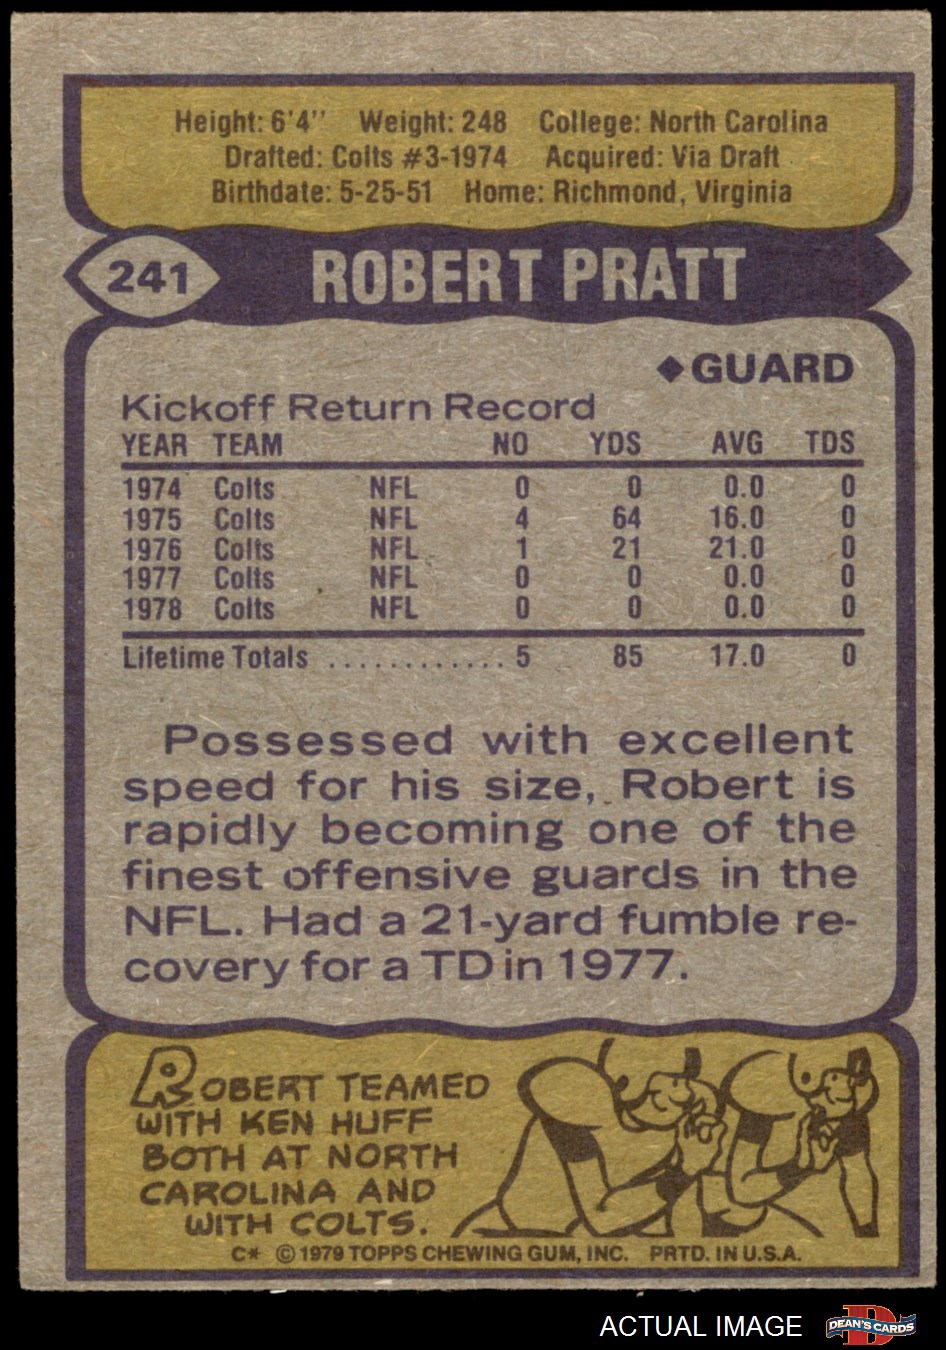 Height: 6'4'' Weight: 248 College: North Carolina
Drafted: Colts #3-1974 Acquired: Via Draft
Birthdate: 5-25-51 Home: Richmond, Virginia
241 ROBERT PRATT
◆GUARD
Kickoff Return Record
YEAR TEAM NO YDS AVG TDS
1974 Colts NFL 0 0 0.0 0
1975 Colts NFL 4 64 16.0 0
1976 Colts NFL 1 21 21.0 0
1977 Colts NFL 0 0 0.0 0
1978 Colts NFL 0 0 0.0 0
Lifetime Totals ............ 5 85 17.0 0
Possessed with excellent
speed for his size, Robert is
rapidly becoming one of the
finest offensive guards in the
NFL. Had a 21-yard fumble re-
covery for a TD in 1977.
ROBERT TEAMED
WITH KEN HUFF
BOTH AT NORTH
CAROLINA AND
WITH COLTS.
C* © 1979 TOPPS CHEWING GUM, INC. PRTD. IN U.S.A.
ACTUAL IMAGE D DEAN'S CARDS